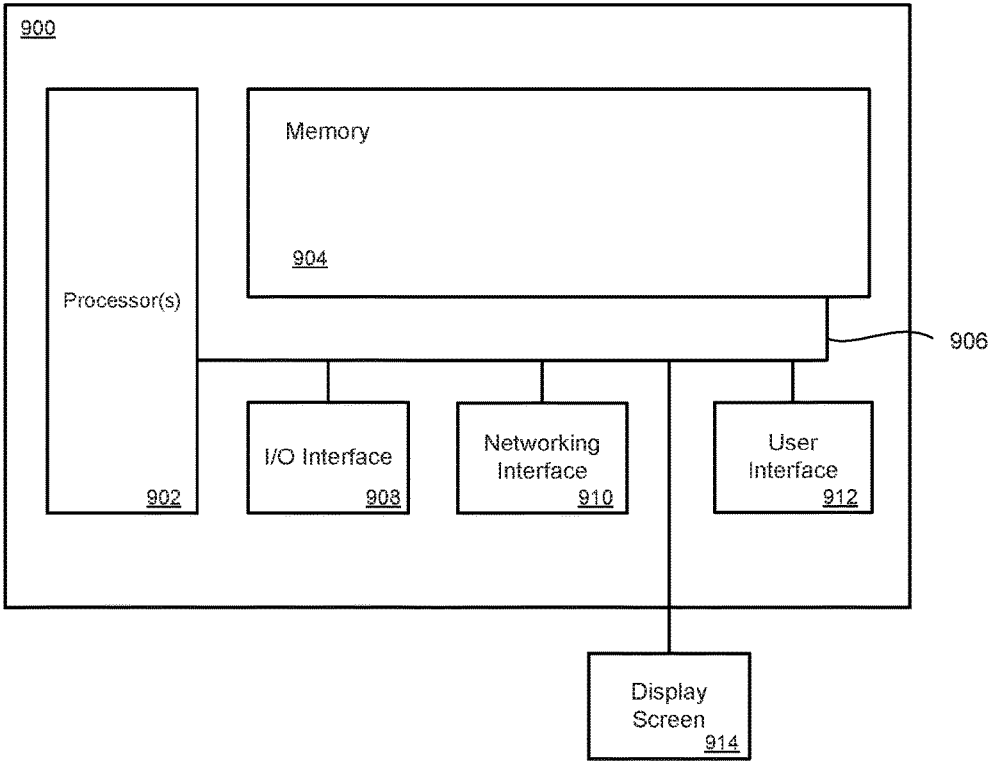 900
Memory
904
Processor(s)
906
I/O Interface
Networking
Interface
User
Interface
902
908
910
912
Display
Screen
914